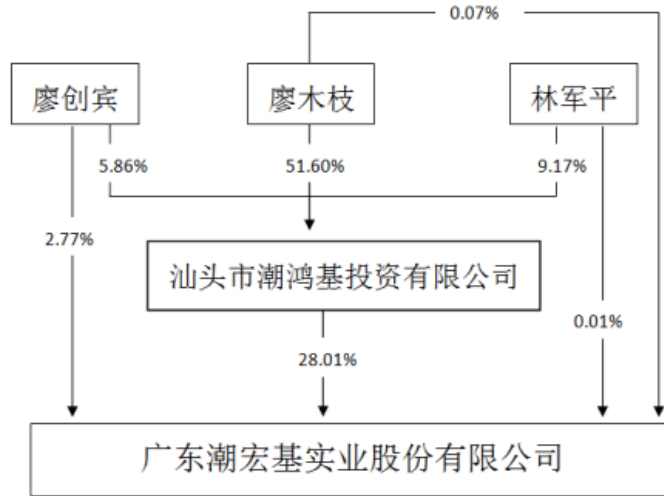 0.07%
廖创宾
廖木枝
林军平
5.86%
51.60%
9.17%
2.77%
汕头市潮鸿基投资有限公司
0.01%
28.01%
广东潮宏基实业股份有限公司